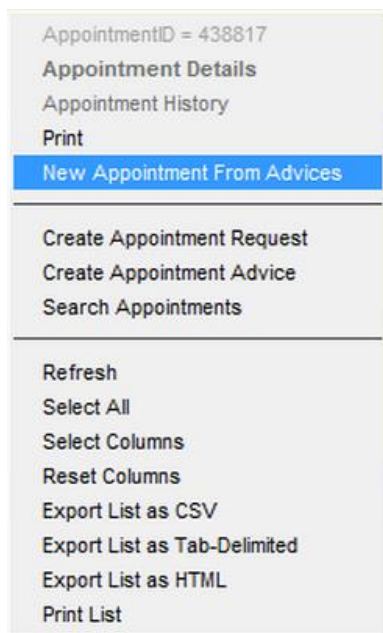 AppointmentID = 438817
Appointment Details
Appointment History
Print
New Appointment From Advices
Create Appointment Request
Create Appointment Advice
Search Appointments
Refresh
Select All
Select Columns
Reset Columns
Export List as CSV
Export List as Tab-Delimited
Export List as HTML
Print List